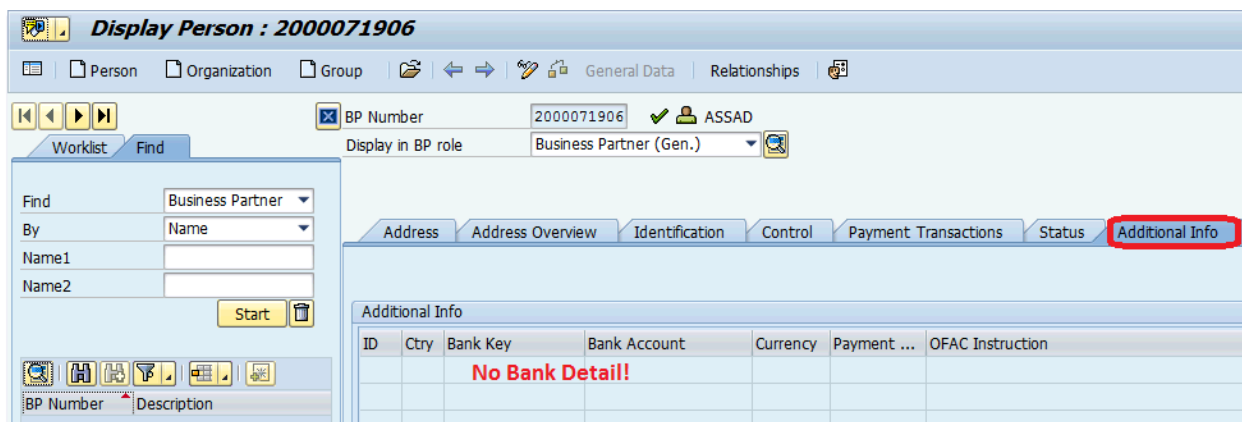 Display Person : 2000071906
Person Organization Group General Data Relationships
BP Number 2000071906 ASSAD
Worklist Find
Display in BP role Business Partner (Gen.)
Find Business Partner
By Name
Address Address Overview Identification Control Payment Transactions Status Additional Info
Name1
Name2
Start
Additional Info
ID Ctry Bank Key Bank Account Currency Payment ... OFAC Instruction
No Bank Detail!
BP Number Description